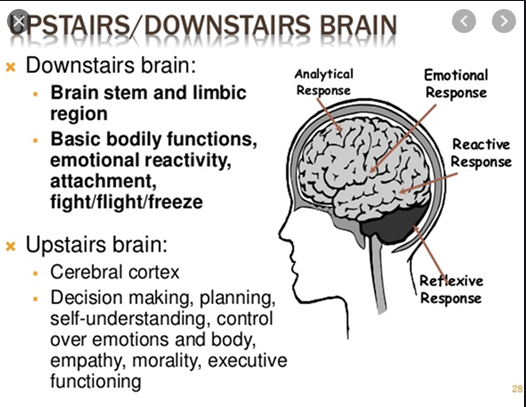 UPSTAIRS/DOWNSTAIRS BRAIN
Downstairs brain:
Brain stem and limbic
region
Basic bodily functions,
emotional reactivity,
attachment,
fight/flight/freeze
Upstairs brain:
Cerebral cortex
Decision making, planning,
self-understanding, control
over emotions and body,
empathy, morality, executive
functioning
Analytical
Response
Emotional
Response
Reactive
Response
Reflexive
Response
28